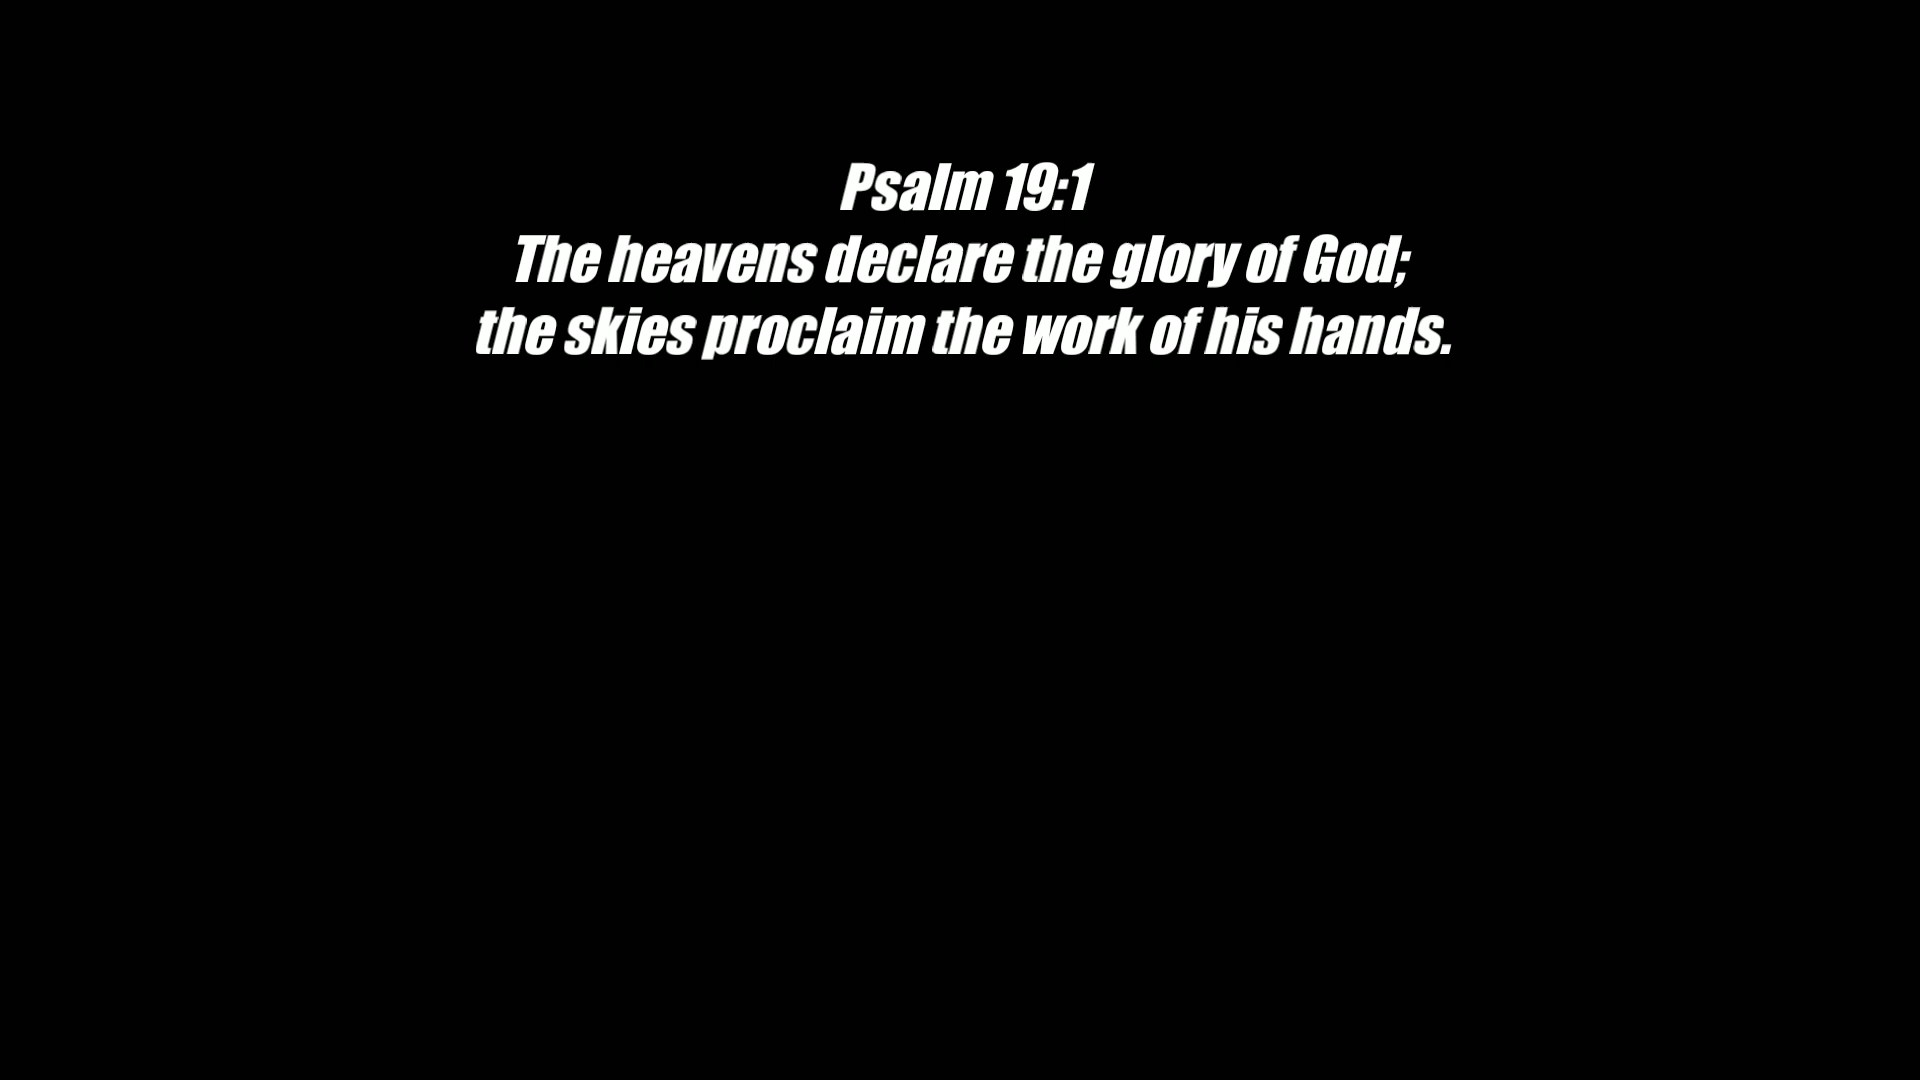 Psalm 19:1
The heavens declare the glory of God;
the skies proclaim the work of his hands.